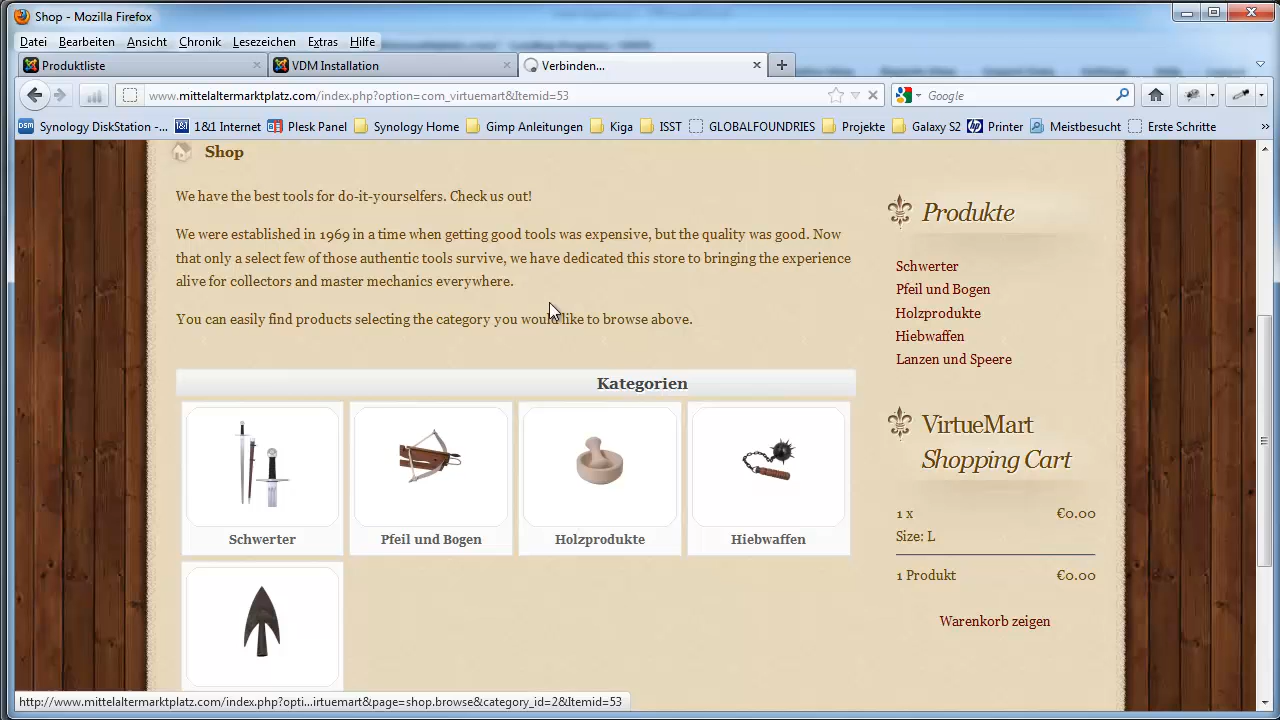 Shop - Mozilla Firefox
Datei Bearbeiten Ansicht Chronik Lesezeichen Extras Hilfe
Produktliste VDM Installation Verbinden...
www.mittelaltermarktplatz.com/index.php?option=com_virtuemart&Itemid=53 Google
Synology DiskStation -... 1&1 Internet Plesk Panel Synology Home Gimp Anleitungen Kiga ISST GLOBALFOUNDRIES Projekte Galaxy S2 Printer Meistbesucht Erste Schritte
Shop
We have the best tools for do-it-yourselfers. Check us out!
We were established in 1969 in a time when getting good tools was expensive, but the quality was good. Now
that only a select few of those authentic tools survive, we have dedicated this store to bringing the experience
alive for collectors and master mechanics everywhere.
You can easily find products selecting the category you would like to browse above.
Kategorien
Schwerter Pfeil und Bogen Holzprodukte Hiebwaffen
Produkte
Schwerter
Pfeil und Bogen
Holzprodukte
Hiebwaffen
Lanzen und Speere
VirtueMart
Shopping Cart
1 x €0.00
Size: L
1 Produkt €0.00
Warenkorb zeigen
http://www.mittelaltermarktplatz.com/index.php?opti...irtuemart&page=shop.browse&category_id=2&Itemid=53